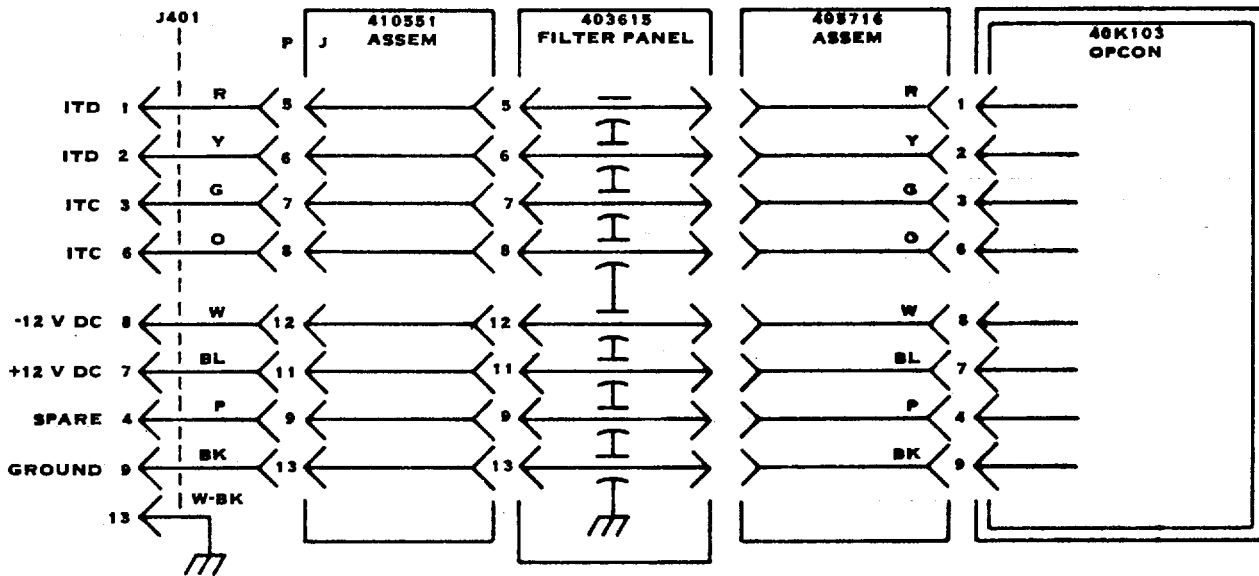 J401
410551
ASSEM
403615
FILTER PANEL
405716
ASSEM
40K103
OPCON
P J
ITD 1 R 5 5 R 1
ITD 2 Y 6 6 Y 2
ITC 3 G 7 7 G 3
ITC 6 O 8 8 O 6
-12 V DC 8 W 12 12 W 8
+12 V DC 7 BL 11 11 BL 7
SPARE 4 P 9 9 P 4
GROUND 9 BK 13 13 BK 9
13 W-BK